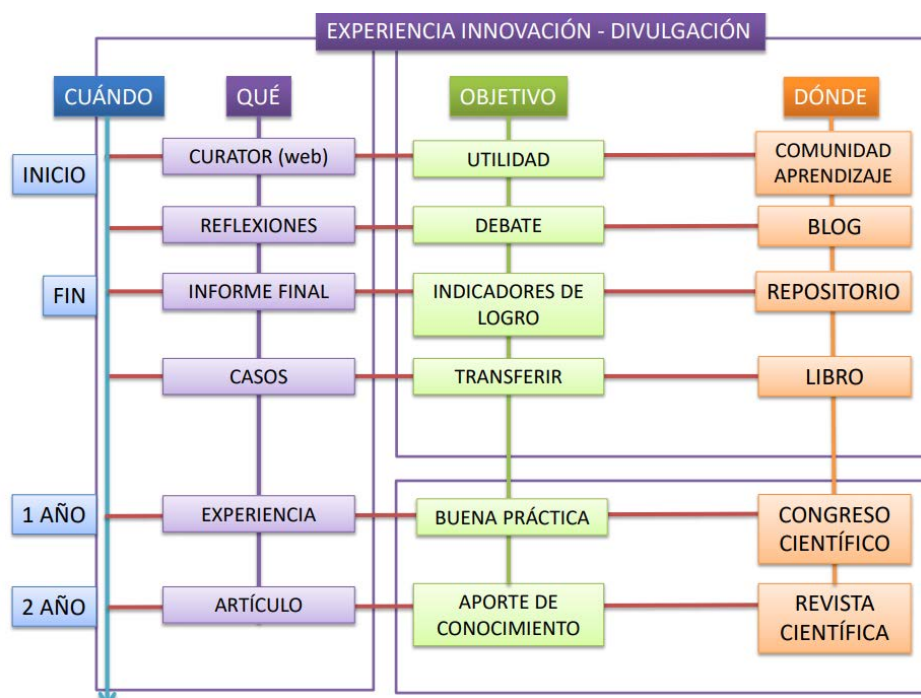 EXPERIENCIA INNOVACIÓN - DIVULGACIÓN
CUÁNDO
QUÉ
OBJETIVO
DÓNDE
INICIO
CURATOR (web)
UTILIDAD
COMUNIDAD
APRENDIZAJE
REFLEXIONES
DEBATE
BLOG
FIN
INFORME FINAL
INDICADORES DE
LOGRO
REPOSITORIO
CASOS
TRANSFERIR
LIBRO
1 AÑO
EXPERIENCIA
BUENA PRÁCTICA
CONGRESO
CIENTÍFICO
2 AÑO
ARTÍCULO
APORTE DE
CONOCIMIENTO
REVISTA
CIENTÍFICA